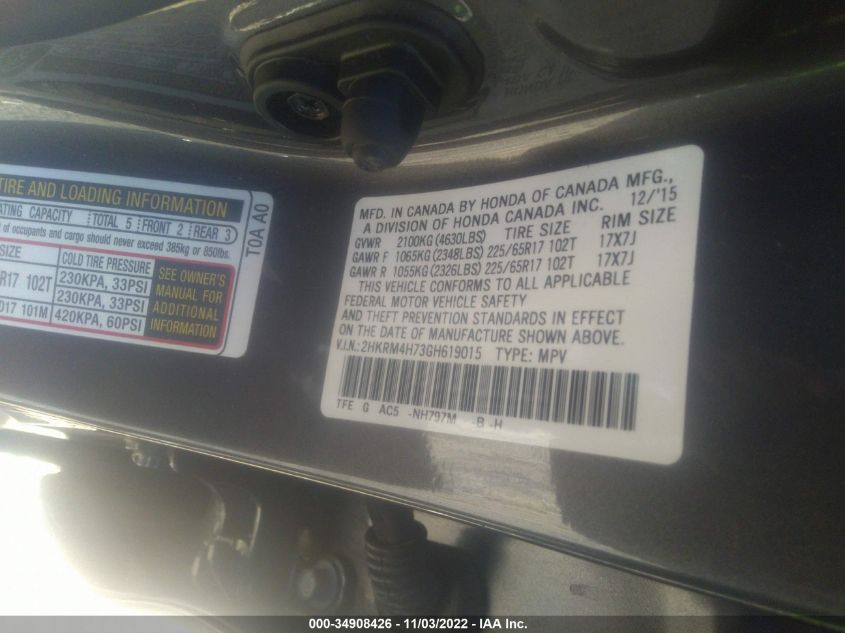 TIRE AND LOADING INFORMATION
ATING CAPACITY TOTAL 5 FRONT 2 REAR 3
of occupants and cargo should never exceed 385kg or 850lbs.
COLD TIRE PRESSURE
R17 102T 230KPA, 33PSI
230KPA, 33PSI
D17 101M 420KPA, 60PSI
SEE OWNER'S
MANUAL FOR
ADDITIONAL
INFORMATION
T0A A0
MFD. IN CANADA BY HONDA OF CANADA MFG.,
A DIVISION OF HONDA CANADA INC. 12/'15
GVWR 2100KG (4630LBS) TIRE SIZE RIM SIZE
GAWR F 1065KG (2348LBS) 225/65R17 102T 17X7J
GAWR R 1055KG (2326LBS) 225/65R17 102T 17X7J
THIS VEHICLE CONFORMS TO ALL APPLICABLE
FEDERAL MOTOR VEHICLE SAFETY
AND THEFT PREVENTION STANDARDS IN EFFECT
ON THE DATE OF MANUFACTURE SHOWN ABOVE.
V.I.N.: 2HKRM4H73GH619015 TYPE: MPV
TFE G AC5 -NH797M -B -H
000-34908426 - 11/03/2022 - IAA Inc.